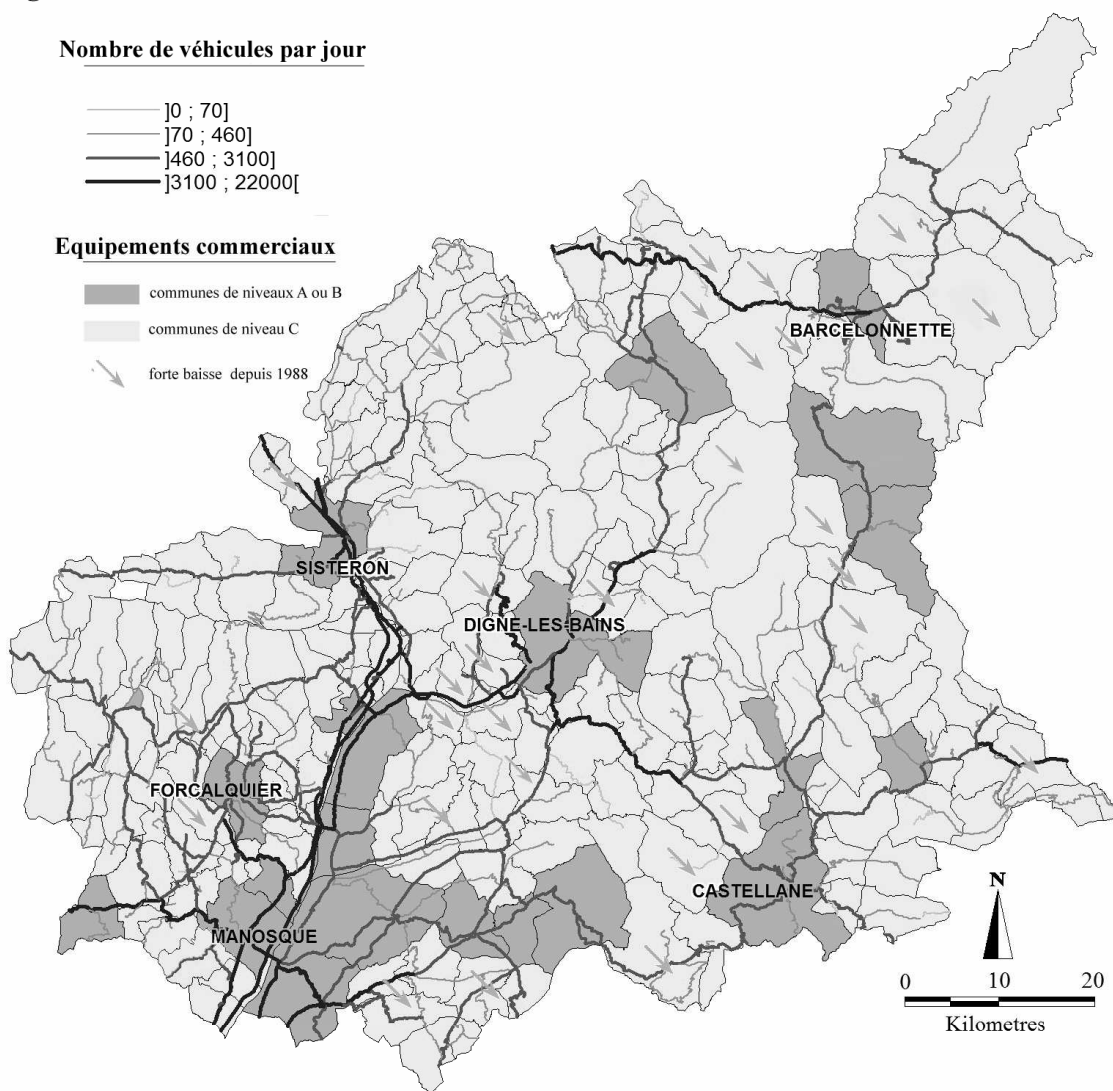 Nombre de véhicules par jour
]0 ; 70]
]70 ; 460]
]460 ; 3100]
]3100 ; 22000[
Equipements commerciaux
communes de niveaux A ou B
communes de niveau C
forte baisse depuis 1988
BARCELONNETTE
SISTERON
DIGNE-LES-BAINS
FORCALQUIER
CASTELLANE
MANOSQUE
N
0 10 20
Kilometres